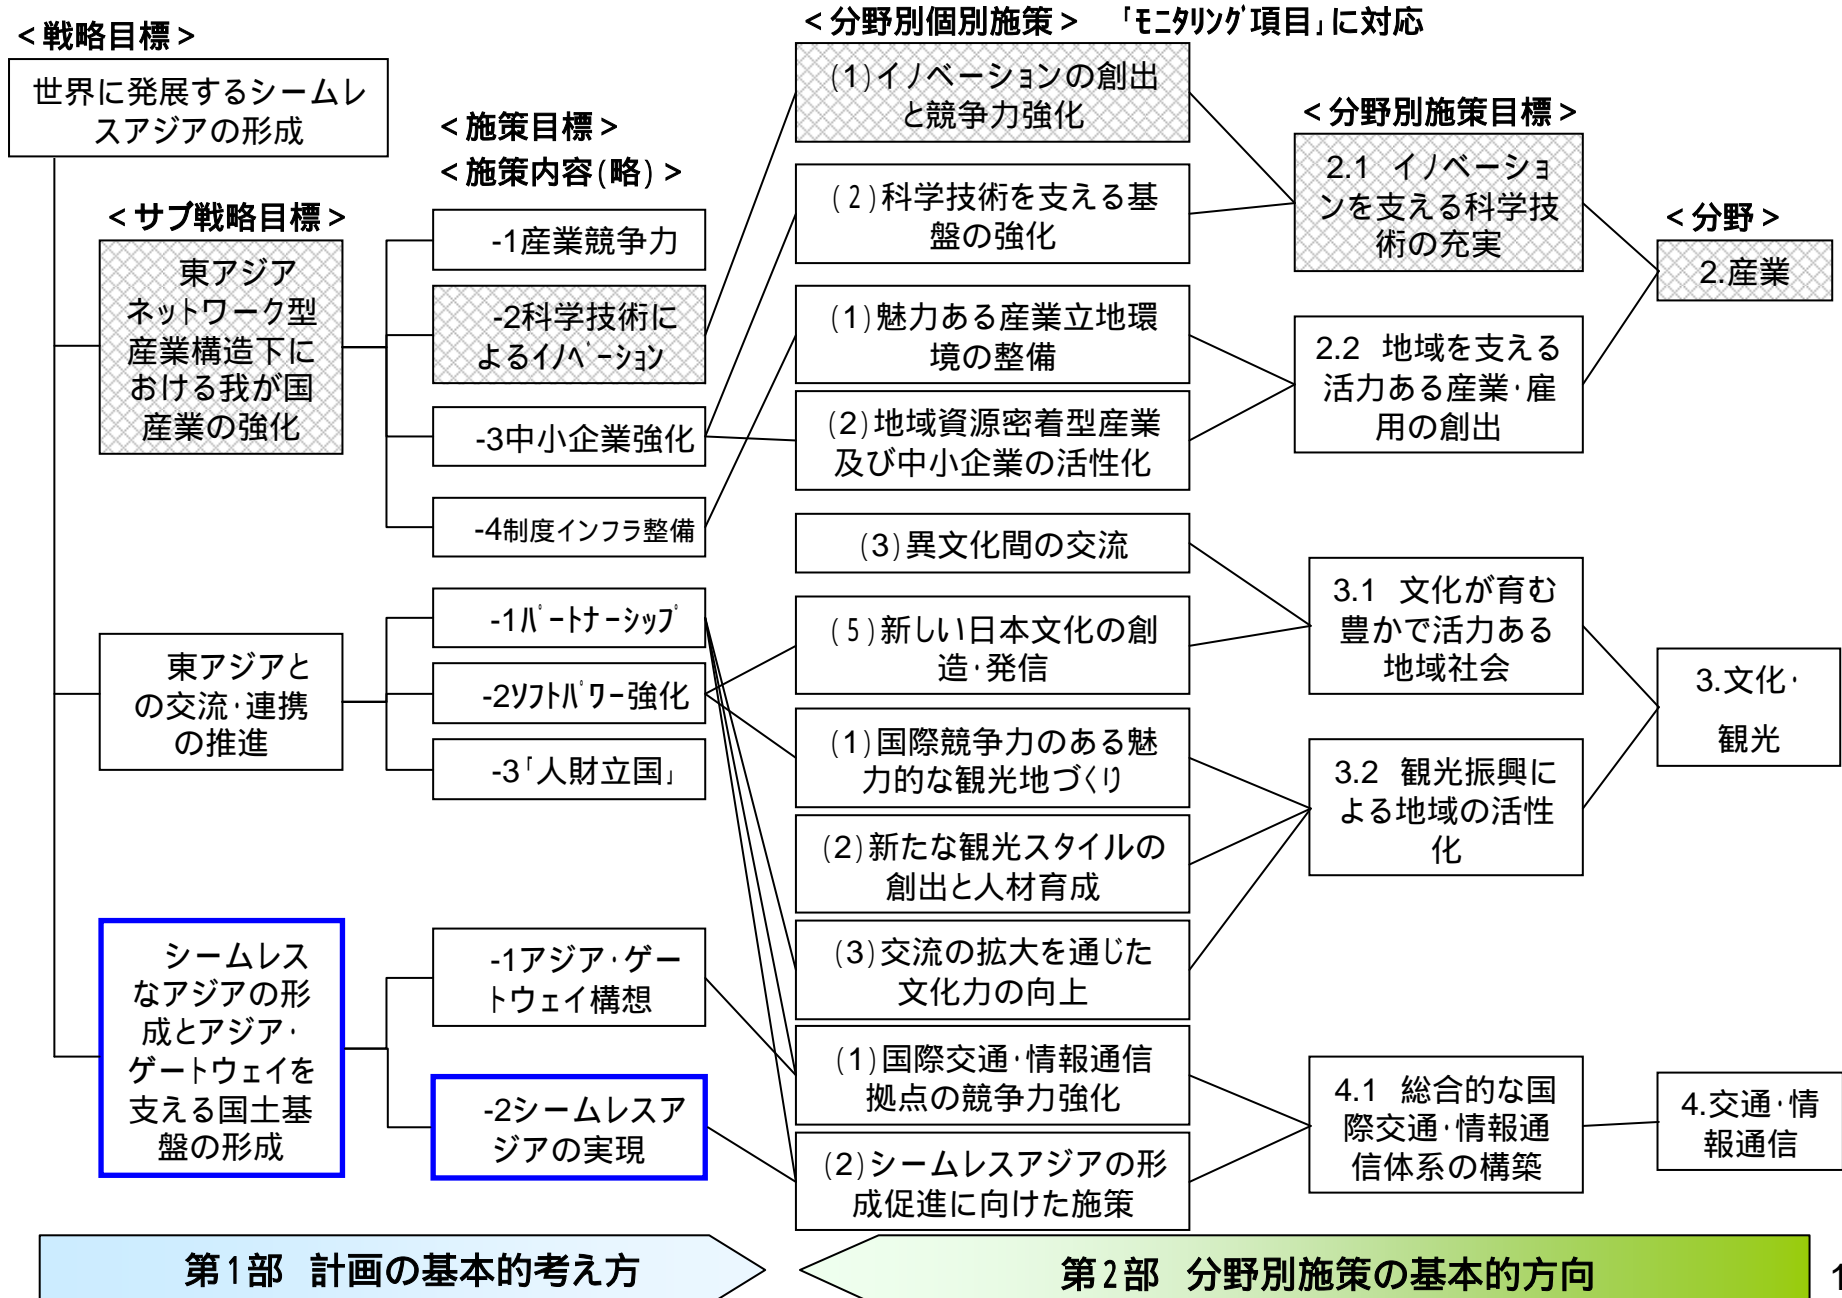 ＜戦略目標＞
世界に発展するシームレ
スアジアの形成
＜サブ戦略目標＞
東アジア
ネットワーク型
産業構造下に
おける我が国
産業の強化
東アジアと
の交流･連携
の推進
シームレス
なアジアの形
成とアジア･
ゲートウェイを
支える国土基
盤の形成
＜施策目標＞
＜施策内容(略)＞
-1産業競争力
-2科学技術に
よるｲﾉﾍﾞｰｼｮﾝ
-3中小企業強化
-4制度インフラ整備
-1ﾊﾟｰﾄﾅｰｼｯﾌﾟ
-2ｿﾌﾄﾊﾟﾜｰ強化
-3｢人財立国｣
-1アジア･ゲー
トウェイ構想
-2シームレスア
ジアの実現
＜分野別個別施策＞ ｢ﾓﾆﾀﾘﾝｸﾞ項目｣に対応
(1)イノベーションの創出
と競争力強化
(2)科学技術を支える基
盤の強化
(1)魅力ある産業立地環
境の整備
(2)地域資源密着型産業
及び中小企業の活性化
(3)異文化間の交流
(5)新しい日本文化の創
造･発信
(1)国際競争力のある魅
力的な観光地づくり
(2)新たな観光スタイルの
創出と人材育成
(3)交流の拡大を通じた
文化力の向上
(1)国際交通･情報通信
拠点の競争力強化
(2)シームレスアジアの形
成促進に向けた施策
＜分野別施策目標＞
2.1 イノベーショ
ンを支える科学技
術の充実
2.2 地域を支える
活力ある産業･雇
用の創出
3.1 文化が育む
豊かで活力ある
地域社会
3.2 観光振興に
よる地域の活性
化
4.1 総合的な国
際交通･情報通
信体系の構築
＜分野＞
2.産業
3.文化･
観光
4.交通･情
報通信
第1部 計画の基本的考え方
第2部 分野別施策の基本的方向
1